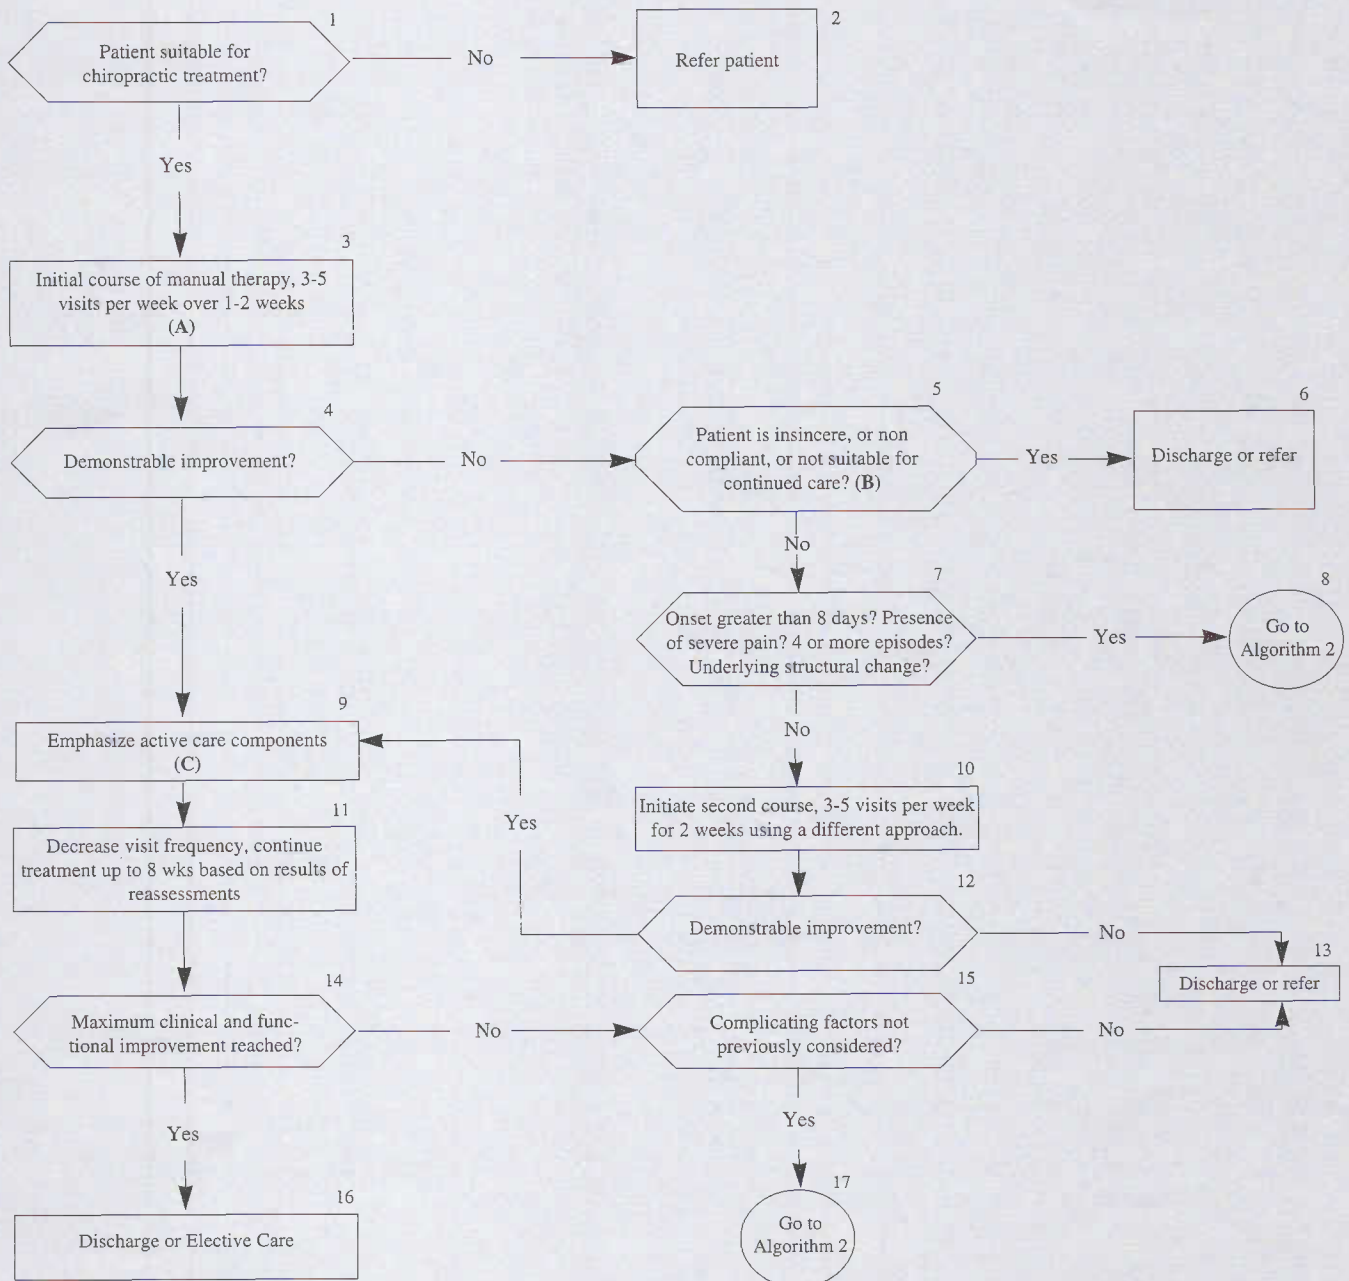 1
Patient suitable for
chiropractic treatment?
No
2
Refer patient
Yes
3
Initial course of manual therapy, 3-5
visits per week over 1-2 weeks
(A)
4
Demonstrable improvement?
No
5
Patient is insincere, or non
compliant, or not suitable for
continued care? (B)
Yes
6
Discharge or refer
No
Yes
7
Onset greater than 8 days? Presence
of severe pain? 4 or more episodes?
Underlying structural change?
Yes
8
Go to
Algorithm 2
9
Emphasize active care components
(C)
No
10
Initiate second course, 3-5 visits per week
for 2 weeks using a different approach.
Yes
11
Decrease visit frequency, continue
treatment up to 8 wks based on results of
reassessments
12
Demonstrable improvement?
No
13
Discharge or refer
14
Maximum clinical and func-
tional improvement reached?
No
15
Complicating factors not
previously considered?
No
Yes
Yes
16
Discharge or Elective Care
17
Go to
Algorithm 2